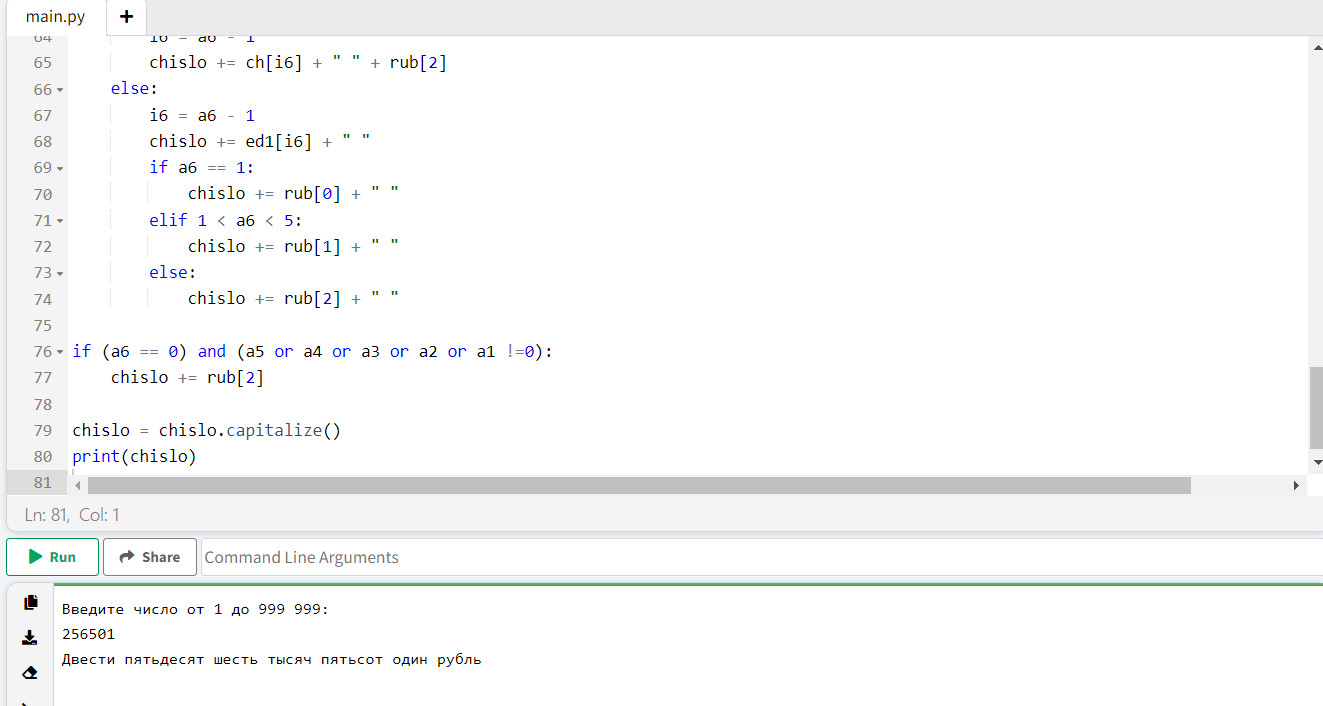 main.py +
64 i6 = a6 - 1
65 chislo += ch[i6] + " " + rub[2]
66 else:
67 i6 = a6 - 1
68 chislo += ed1[i6] + " "
69 if a6 == 1:
70 chislo += rub[0] + " "
71 elif 1 < a6 < 5:
72 chislo += rub[1] + " "
73 else:
74 chislo += rub[2] + " "
75
76 if (a6 == 0) and (a5 or a4 or a3 or a2 or a1 !=0):
77 chislo += rub[2]
78
79 chislo = chislo.capitalize()
80 print(chislo)
81
Ln: 81, Col: 1
Run Share Command Line Arguments
Введите число от 1 до 999 999:
256501
Двести пятьдесят шесть тысяч пятьсот один рубль